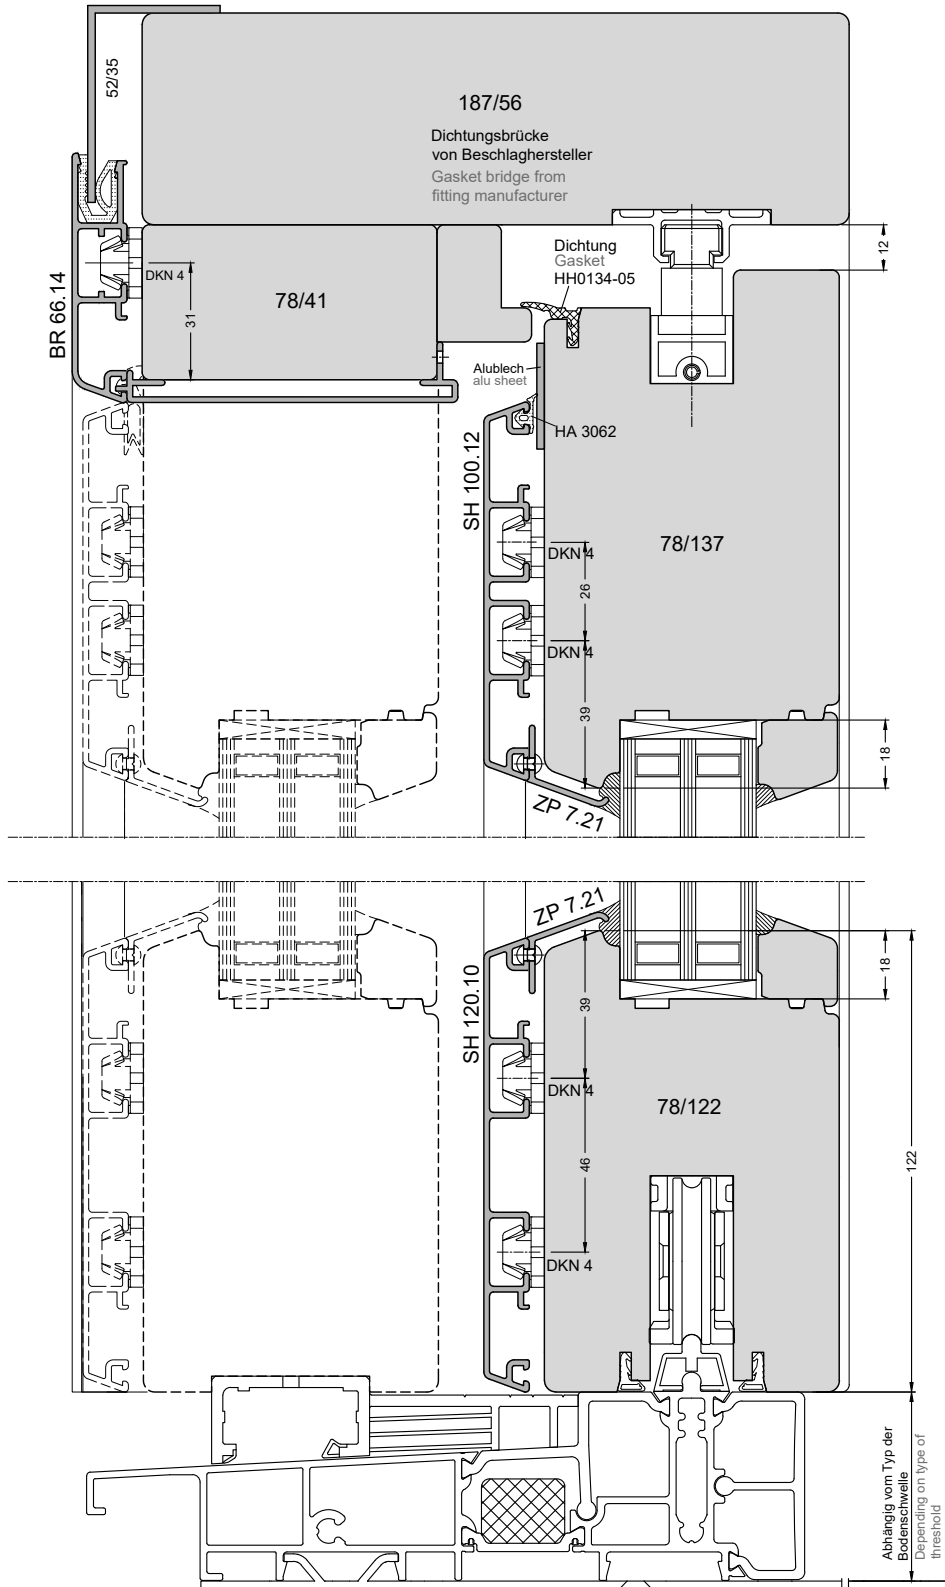 52/35
187/56
Dichtungsbrücke
von Beschlaghersteller
Gasket bridge from
fitting manufacturer
12
BR 66.14
DKN 4
31
78/41
Dichtung
Gasket
HH0134-05
Alublech
alu sheet
HA 3062
SH 100.12
78/137
DKN 4
26
DKN 4
39
18
ZP 7.21
ZP 7.21
18
39
SH 120.10
DKN 4
78/122
46
122
DKN 4
Abhängig vom Typ der
Bodenschwelle
Depending on type of
threshold